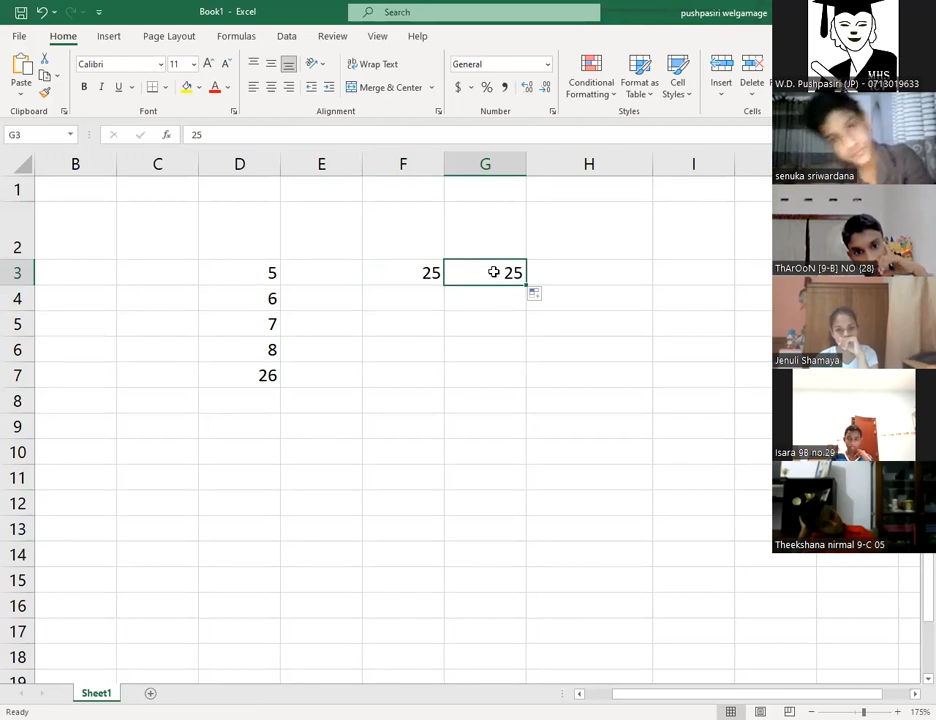 Book1 - Excel
Search
pushpasiri welgamage
File Home Insert Page Layout Formulas Data Review View Help
Paste
Calibri 11
B I U
Wrap Text
Merge & Center
General
$ % ,
Conditional Formatting
Format as Table
Cell Styles
Insert Delete
Clipboard Font Alignment Number Styles Cells
G3 fx 25
B C D E F G H I
1
2
3 5 25 25
4 6
5 7
6 8
7 26
8
9
10
11
12
13
14
15
16
17
18
19
Sheet1
Ready
175%
MHS
W.D. Pushpasiri (JP) - 0713019633
senuka sriwardana
ThArOoN [9-B] NO {28}
Jenuli Shamaya
Isara 9B no.29
Theekshana nirmal 9-C 05